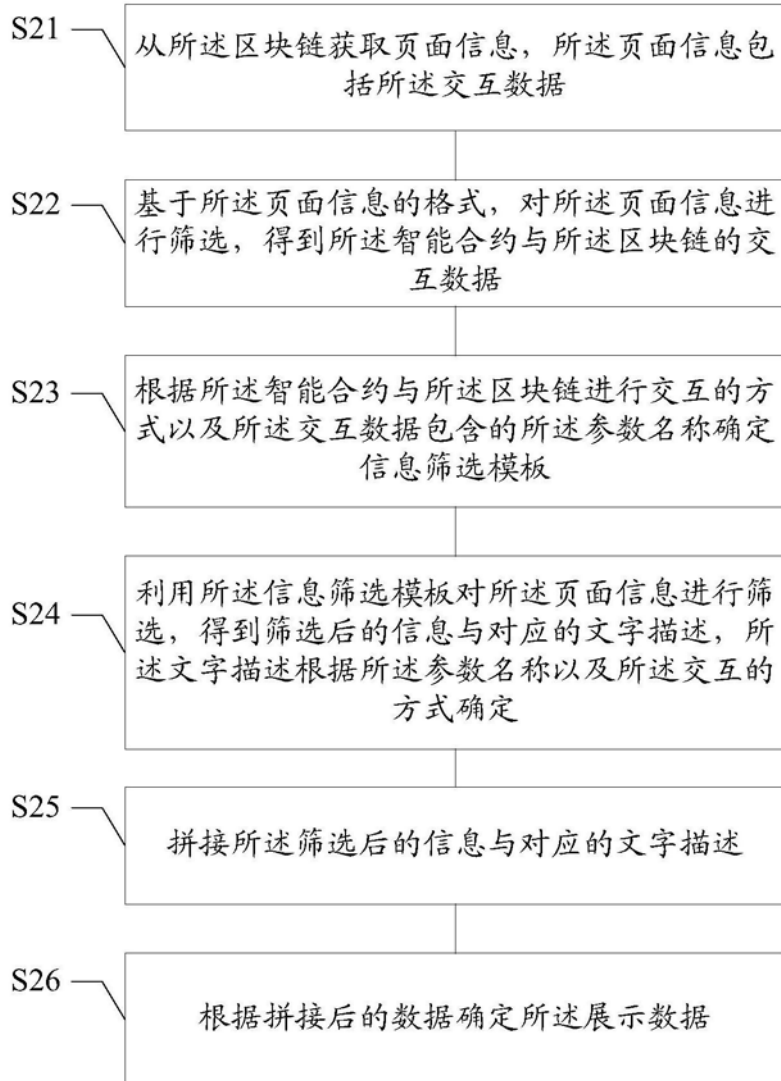 S21
从所述区块链获取页面信息，所述页面信息包
括所述交互数据
S22
基于所述页面信息的格式，对所述页面信息进
行筛选，得到所述智能合约与所述区块链的交
互数据
S23
根据所述智能合约与所述区块链进行交互的方
式以及所述交互数据包含的所述参数名称确定
信息筛选模板
S24
利用所述信息筛选模板对所述页面信息进行筛
选，得到筛选后的信息与对应的文字描述，所
述文字描述根据所述参数名称以及所述交互的
方式确定
S25
拼接所述筛选后的信息与对应的文字描述
S26
根据拼接后的数据确定所述展示数据